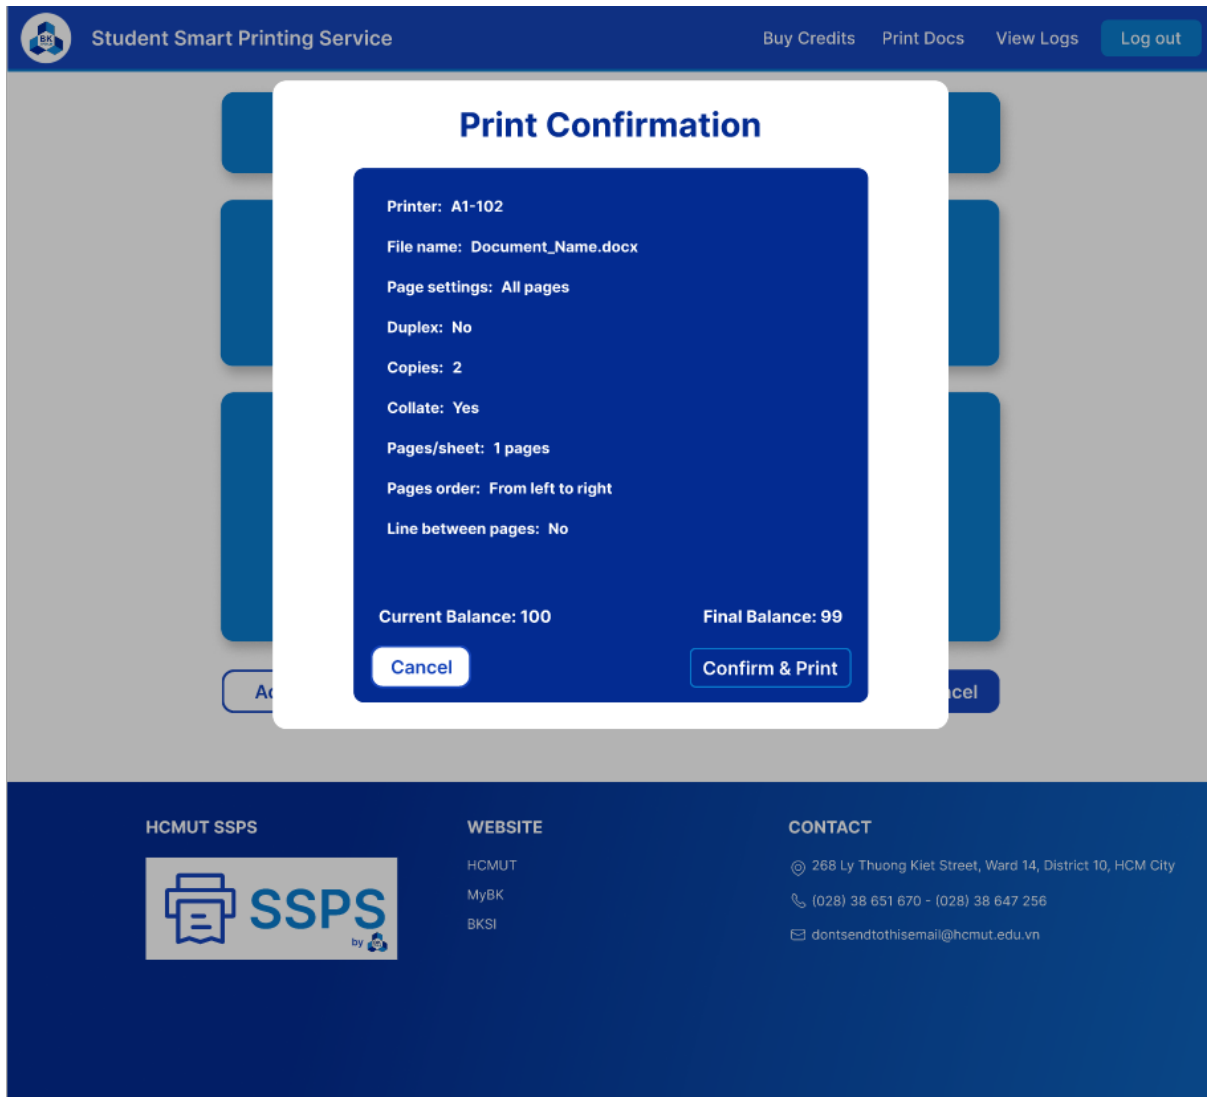 BK
Student Smart Printing Service
Buy Credits
Print Docs
View Logs
Log out
Print Confirmation
Printer: A1-102
File name: Document_Name.docx
Page settings: All pages
Duplex: No
Copies: 2
Collate: Yes
Pages/sheet: 1 pages
Pages order: From left to right
Line between pages: No
Current Balance: 100
Final Balance: 99
Cancel
Confirm & Print
HCMUT SSPS
SSPS
by
WEBSITE
HCMUT
MyBK
BKSI
CONTACT
268 Ly Thuong Kiet Street, Ward 14, District 10, HCM City
(028) 38 651 670 - (028) 38 647 256
dontsendtothisemail@hcmut.edu.vn